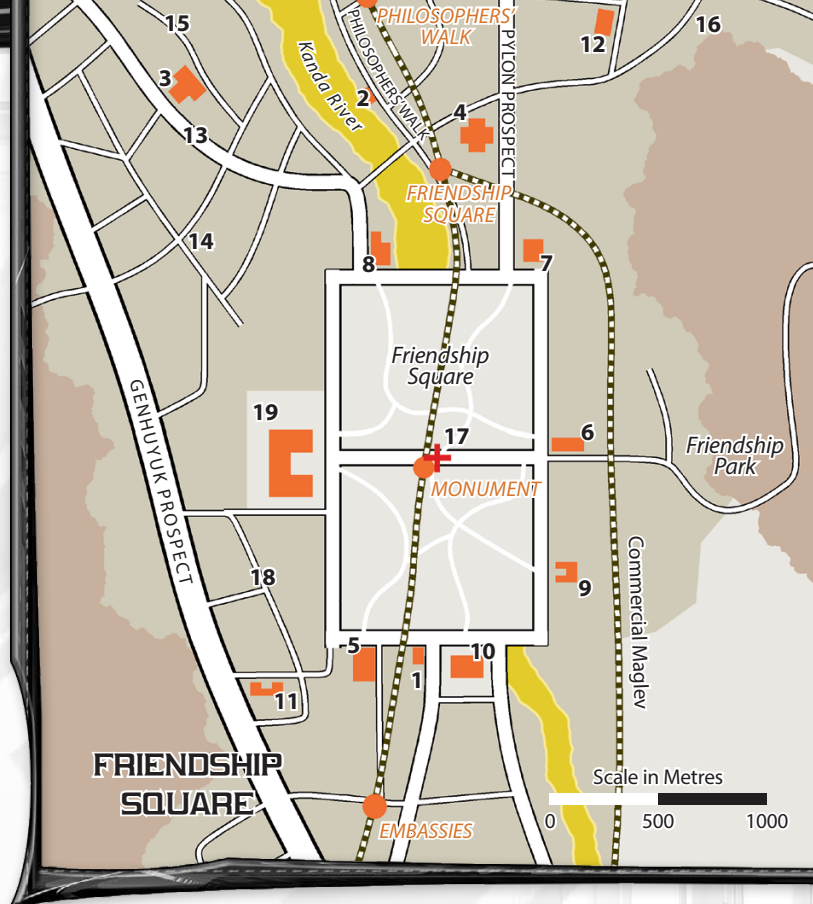 15
PHILOSOPHERS'
WALK
12
16
PYLON PROSPECT
PHILOSOPHERS' WALK
Kanda River
3
2
4
13
FRIENDSHIP
SQUARE
14
8
7
Friendship
Square
GENHUYUK PROSPECT
19
17
6
Friendship
Park
MONUMENT
Commercial Maglev
18
9
5
10
1
11
FRIENDSHIP
SQUARE
Scale in Metres
0 500 1000
EMBASSIES